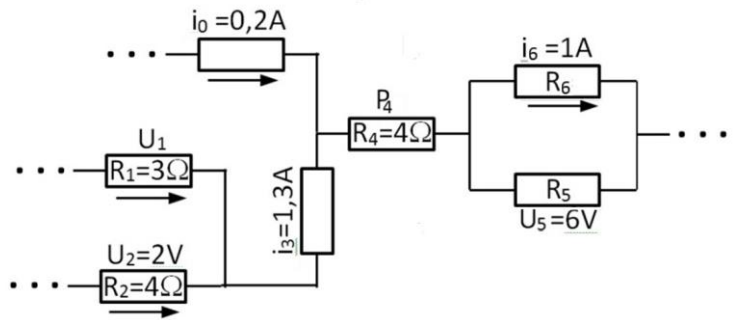 i₀ =0,2A
i₆ =1A
R₆
P₄
R₄=4Ω
U₁
R₁=3Ω
i₃=1,3A
R₅
U₅=6V
U₂=2V
R₂=4Ω